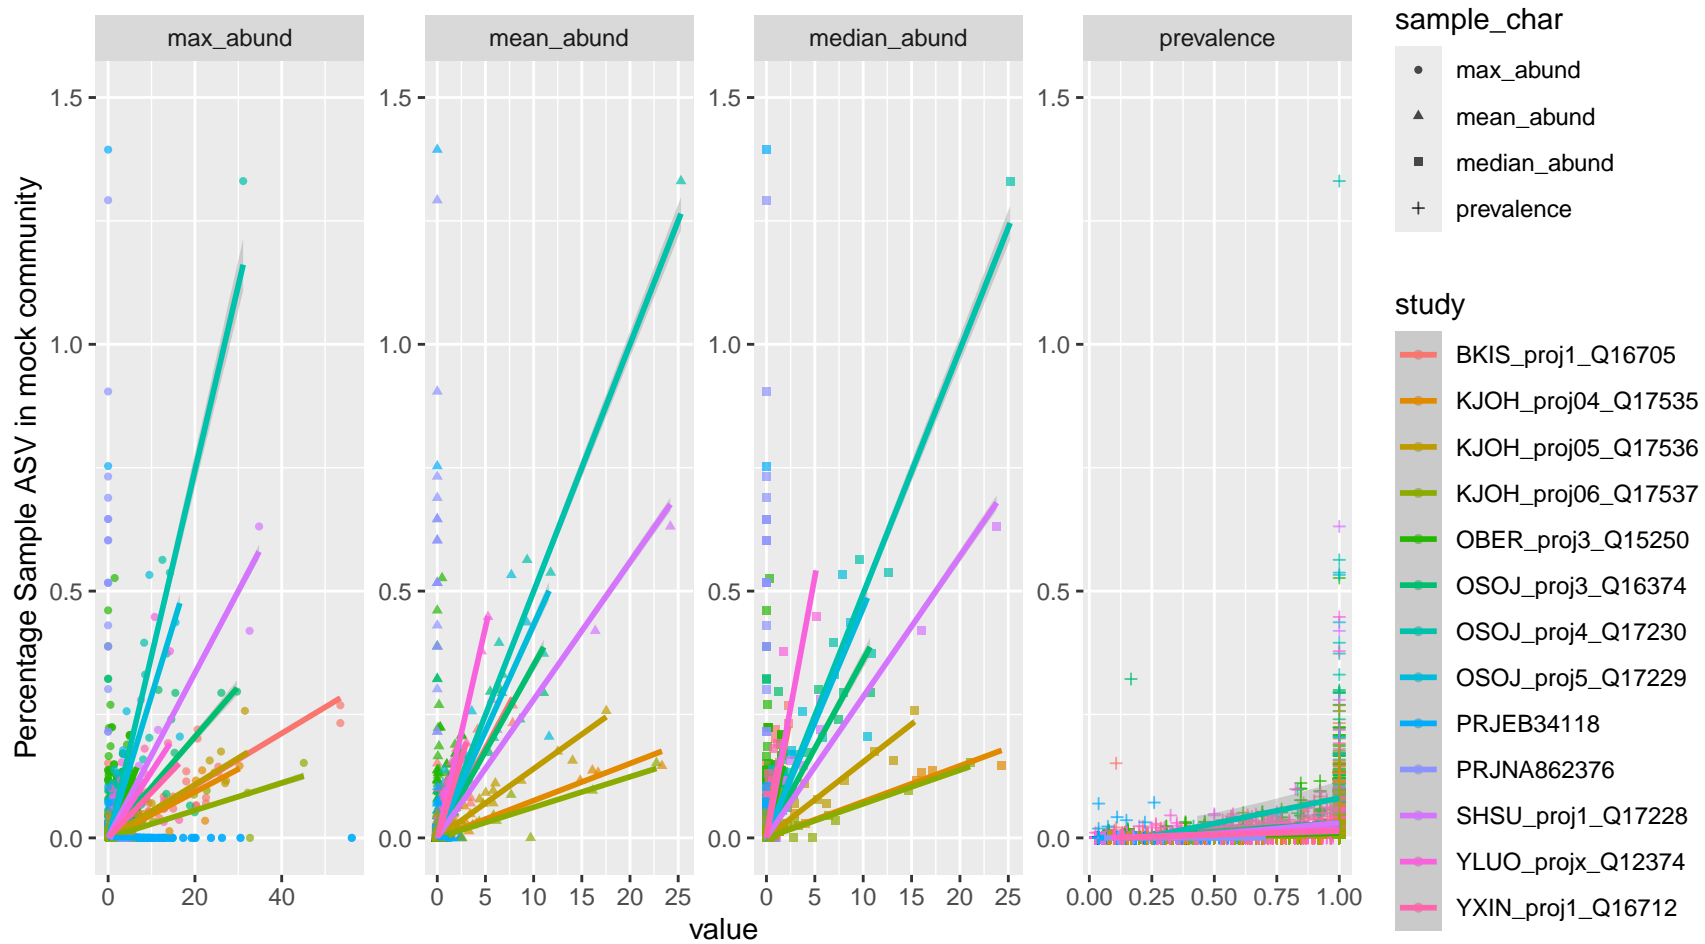 max_abund
mean_abund
median_abund
prevalence
1.5
1.0
0.5
0.0
1.5
1.0
0.5
0.0
1.5
1.0
0.5
0.0
1.5
1.0
0.5
0.0
0 20 40
0 5 10 15 20 25
0 5 10 15 20 25
0.00 0.25 0.50 0.75 1.00
Percentage Sample ASV in mock community
value
sample_char
max_abund
mean_abund
median_abund
prevalence
study
BKIS_proj1_Q16705
KJOH_proj04_Q17535
KJOH_proj05_Q17536
KJOH_proj06_Q17537
OBER_proj3_Q15250
OSOJ_proj3_Q16374
OSOJ_proj4_Q17230
OSOJ_proj5_Q17229
PRJEB34118
PRJNA862376
SHSU_proj1_Q17228
YLUO_projx_Q12374
YXIN_proj1_Q16712